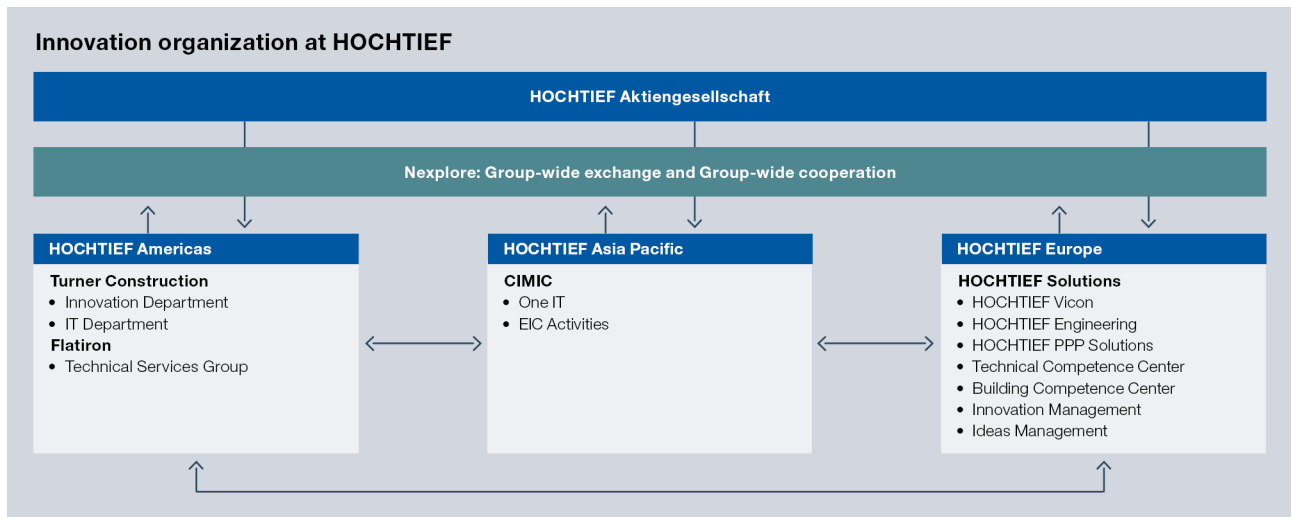 Innovation organization at HOCHTIEF
HOCHTIEF Aktiengesellschaft
Nexplore: Group-wide exchange and Group-wide cooperation
HOCHTIEF Americas
Turner Construction
• Innovation Department
• IT Department
Flatiron
• Technical Services Group
HOCHTIEF Asia Pacific
CIMIC
• One IT
• EIC Activities
HOCHTIEF Europe
HOCHTIEF Solutions
• HOCHTIEF Vicon
• HOCHTIEF Engineering
• HOCHTIEF PPP Solutions
• Technical Competence Center
• Building Competence Center
• Innovation Management
• Ideas Management